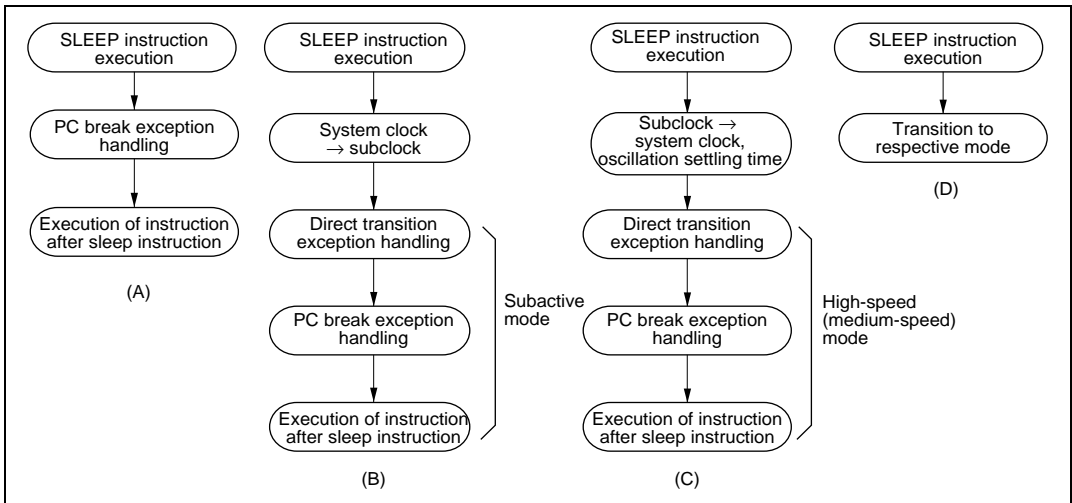 SLEEP instruction
execution
PC break exception
handling
Execution of instruction
after sleep instruction
(A)
SLEEP instruction
execution
System clock
→ subclock
Direct transition
exception handling
PC break exception
handling
Execution of instruction
after sleep instruction
Subactive
mode
(B)
SLEEP instruction
execution
Subclock →
system clock,
oscillation settling time
Direct transition
exception handling
PC break exception
handling
Execution of instruction
after sleep instruction
High-speed
(medium-speed)
mode
(C)
SLEEP instruction
execution
Transition to
respective mode
(D)